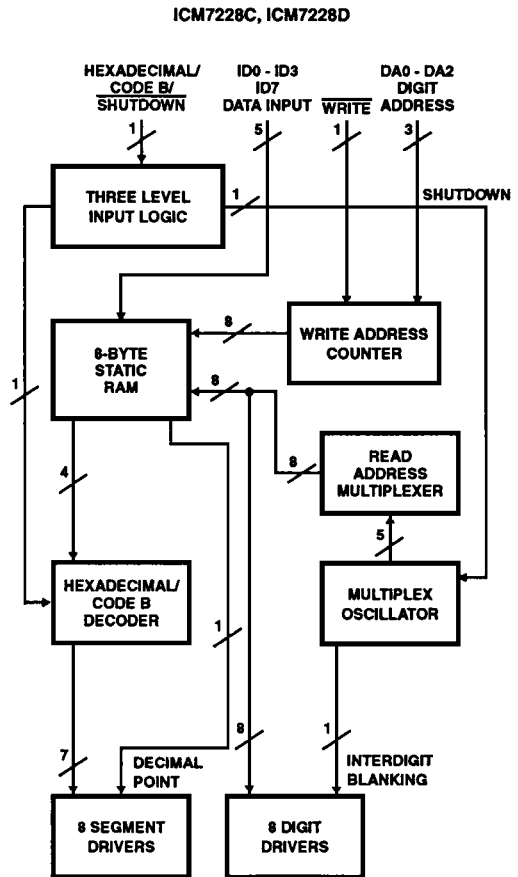 ICM7228C, ICM7228D
HEXADECIMAL/
CODE B/
SHUTDOWN
ID0 - ID3
ID7
DATA INPUT
WRITE
DA0 - DA2
DIGIT
ADDRESS
1
5
1
3
THREE LEVEL
INPUT LOGIC
1
SHUTDOWN
8-BYTE
STATIC
RAM
8
WRITE ADDRESS
COUNTER
1
8
8
READ
ADDRESS
MULTIPLEXER
4
5
HEXADECIMAL/
CODE B
DECODER
MULTIPLEX
OSCILLATOR
1
7
DECIMAL
POINT
8
1
INTERDIGIT
BLANKING
8 SEGMENT
DRIVERS
8 DIGIT
DRIVERS